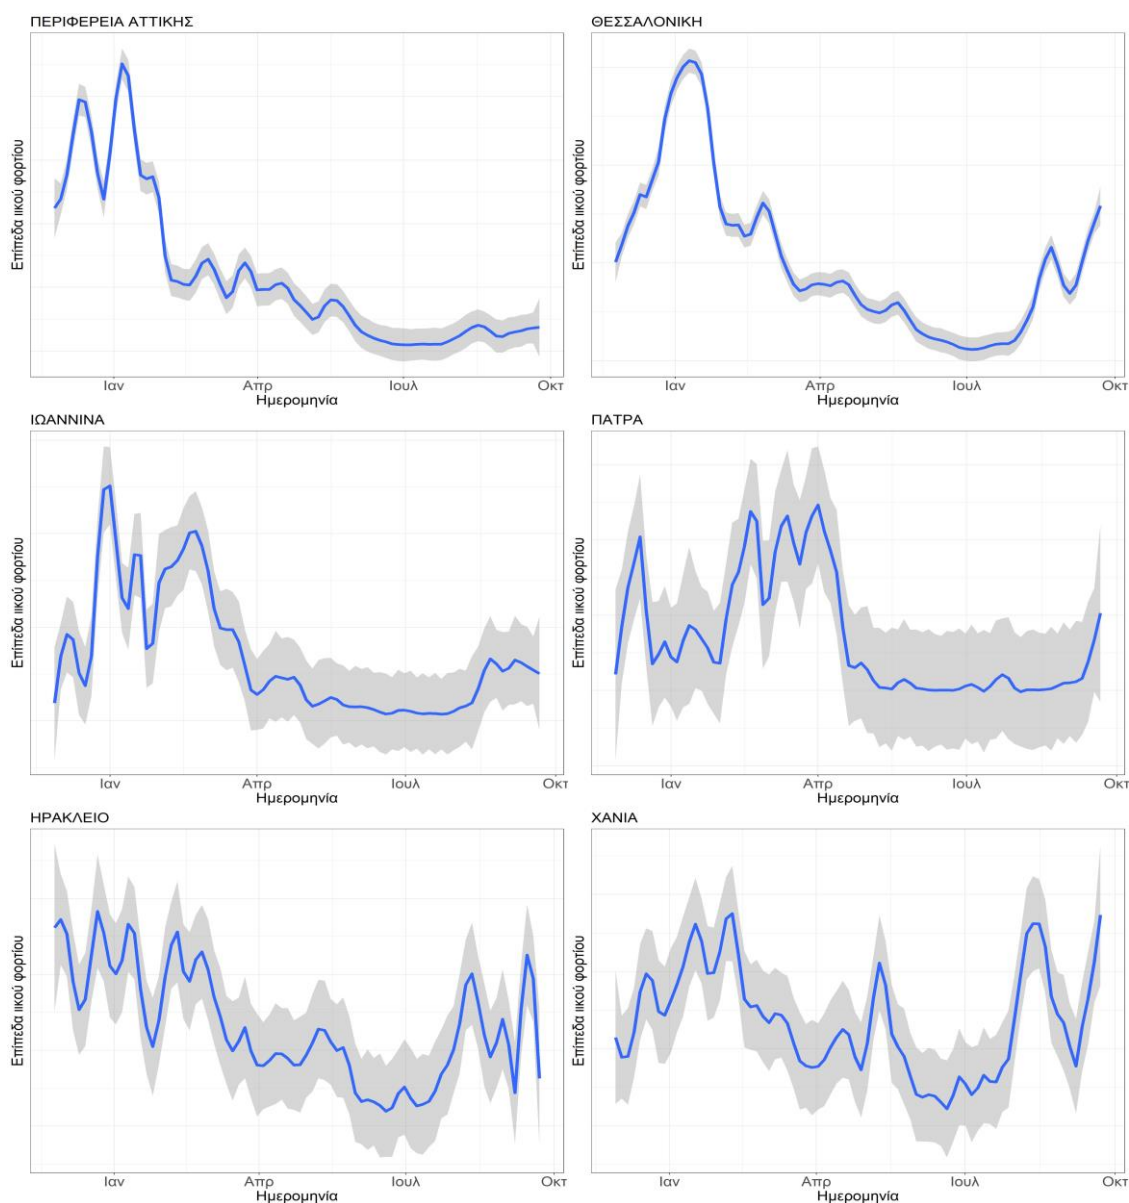 ΠΕΡΙΦΕΡΕΙΑ ΑΤΤΙΚΗΣ
Επίπεδα ιικού φορτίου
Ιαν Απρ Ιουλ Οκτ
Ημερομηνία
ΘΕΣΣΑΛΟΝΙΚΗ
Επίπεδα ιικού φορτίου
Ιαν Απρ Ιουλ Οκτ
Ημερομηνία
ΙΩΑΝΝΙΝΑ
Επίπεδα ιικού φορτίου
Ιαν Απρ Ιουλ Οκτ
Ημερομηνία
ΠΑΤΡΑ
Επίπεδα ιικού φορτίου
Ιαν Απρ Ιουλ Οκτ
Ημερομηνία
ΗΡΑΚΛΕΙΟ
Επίπεδα ιικού φορτίου
Ιαν Απρ Ιουλ Οκτ
Ημερομηνία
ΧΑΝΙΑ
Επίπεδα ιικού φορτίου
Ιαν Απρ Ιουλ Οκτ
Ημερομηνία